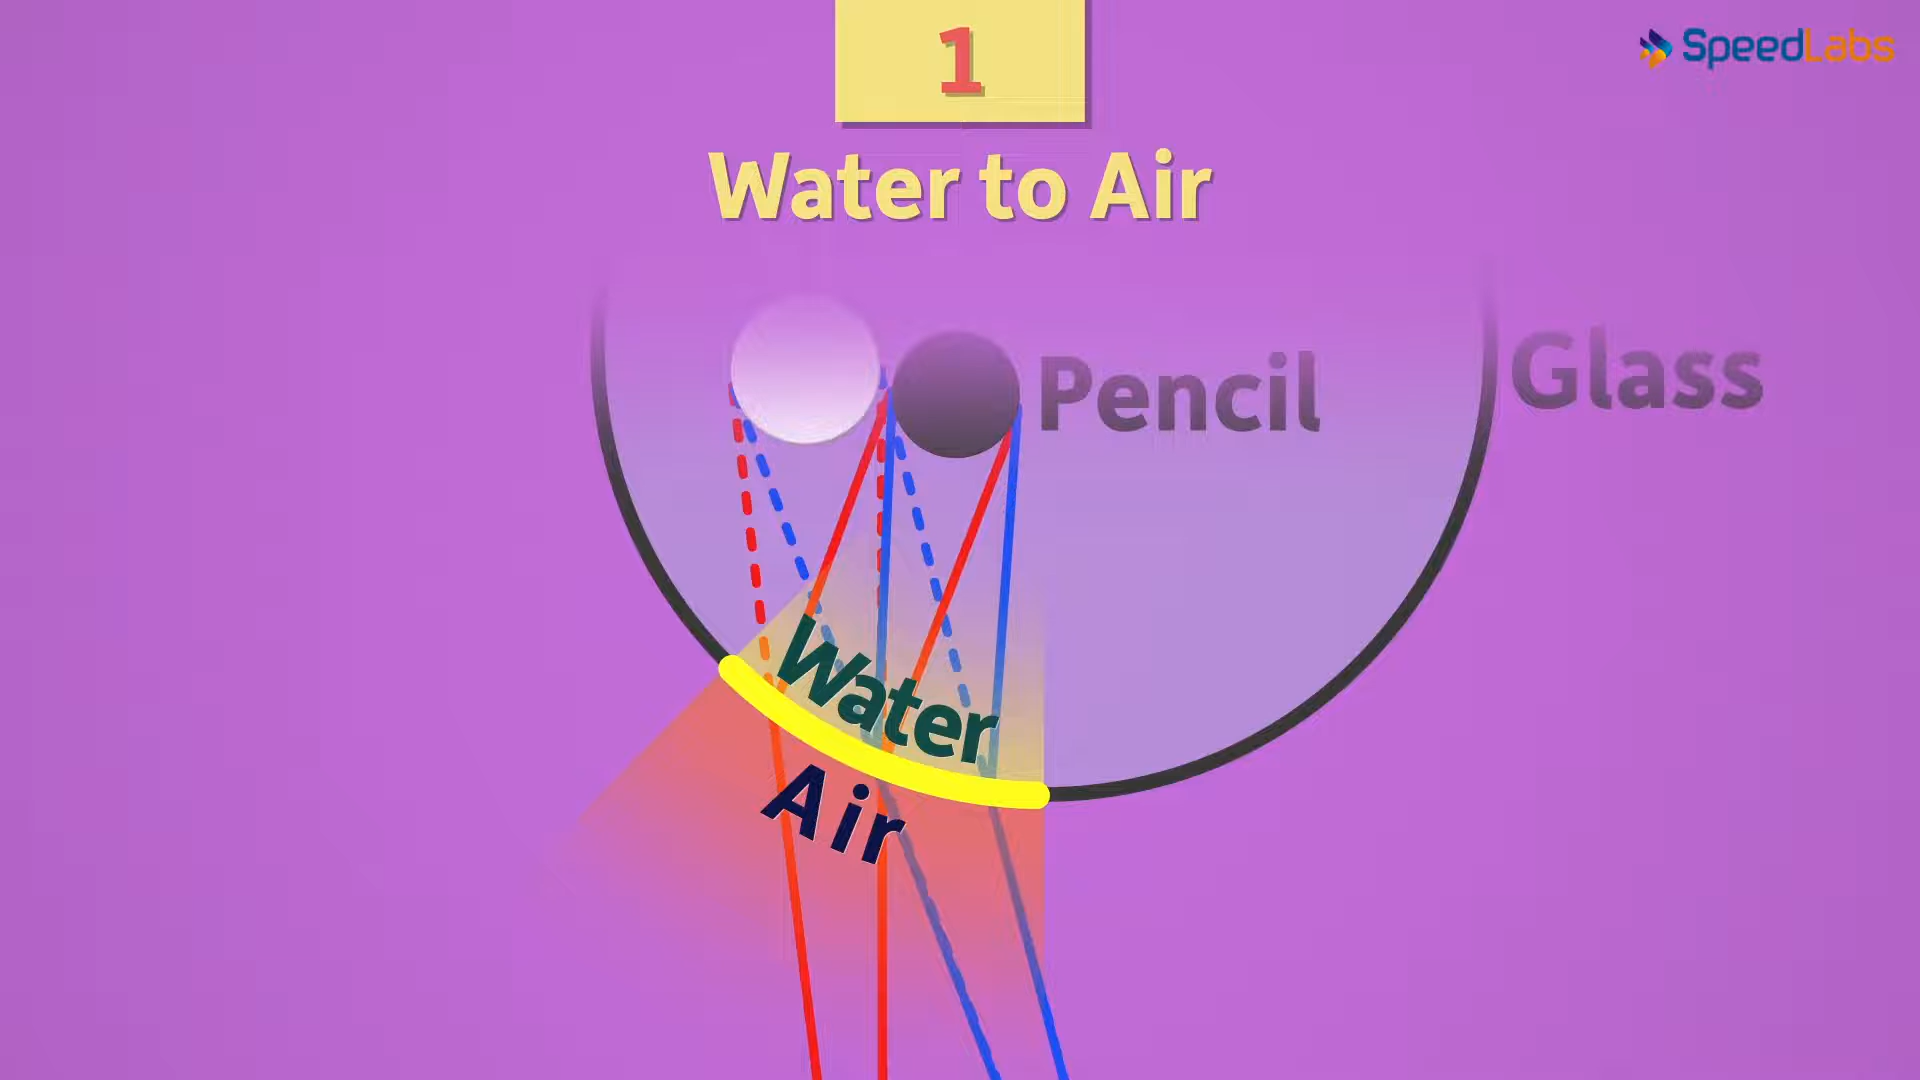 1
SpeedLabs
Water to Air
Glass
Pencil
Water
Air